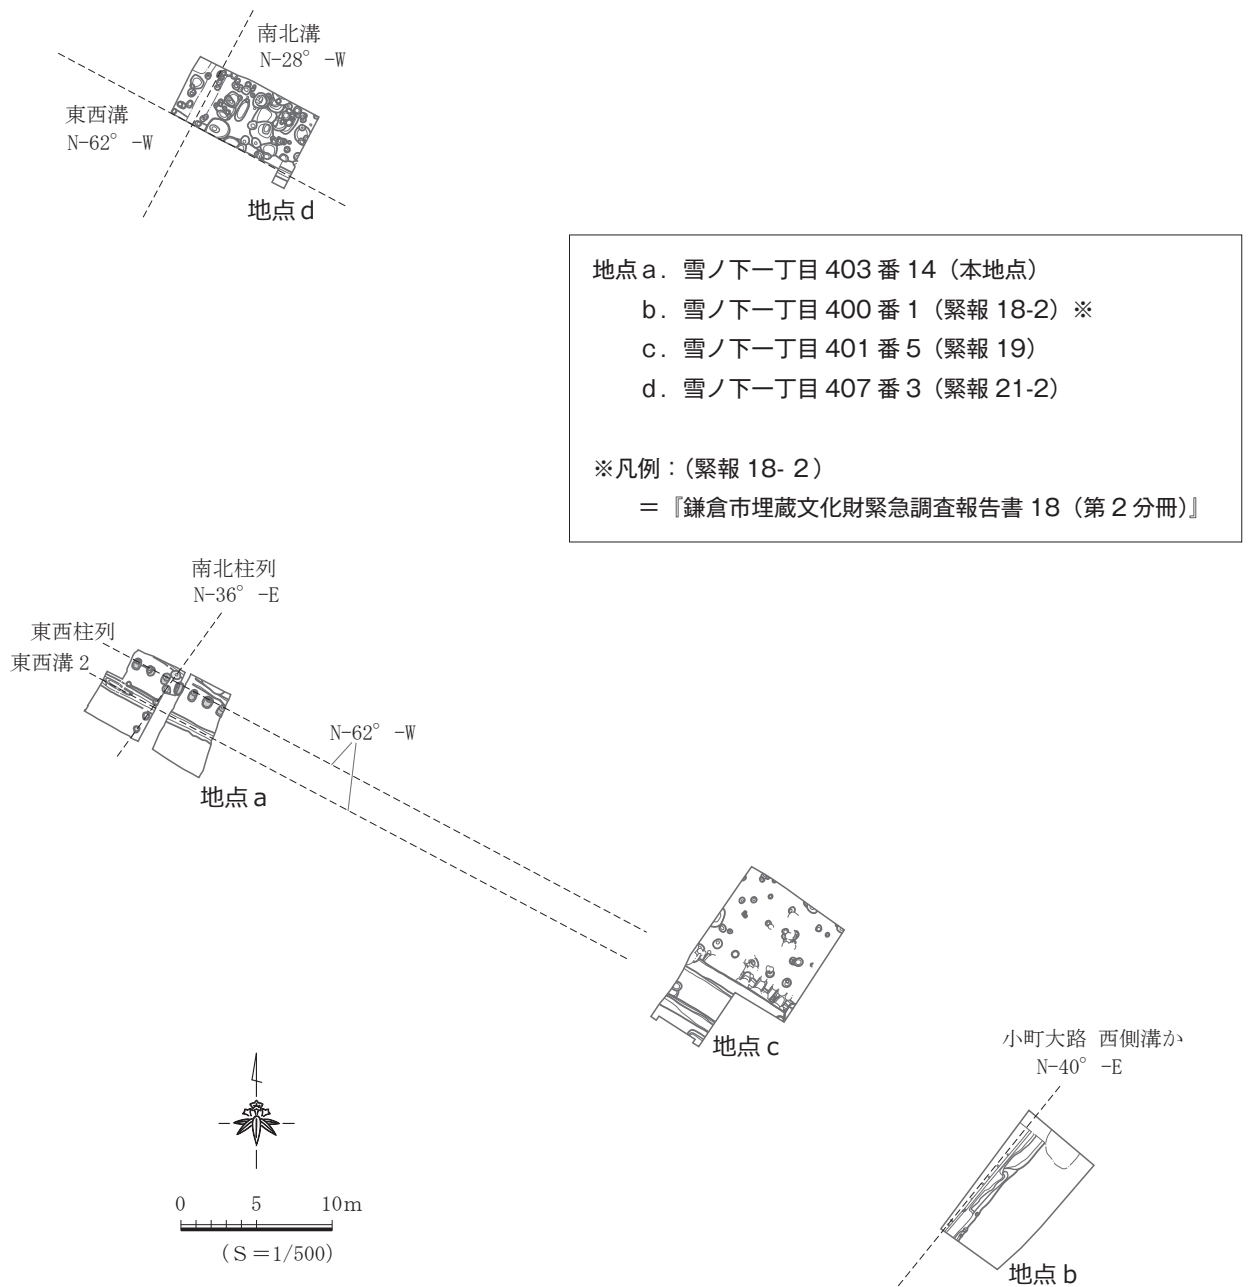 南北溝
N-28° -W
東西溝
N-62° -W
地点 d
地点 a. 雪ノ下一丁目 403 番 14（本地点）
b. 雪ノ下一丁目 400 番 1（緊報 18-2）※
c. 雪ノ下一丁目 401 番 5（緊報 19）
d. 雪ノ下一丁目 407 番 3（緊報 21-2）
※凡例：（緊報 18- 2）
＝『鎌倉市埋蔵文化財緊急調査報告書 18（第 2 分冊）』
南北柱列
N-36° -E
東西柱列
東西溝 2
N-62° -W
地点 a
地点 c
小町大路 西側溝か
N-40° -E
地点 b
0 5 10m
(S＝1/500)